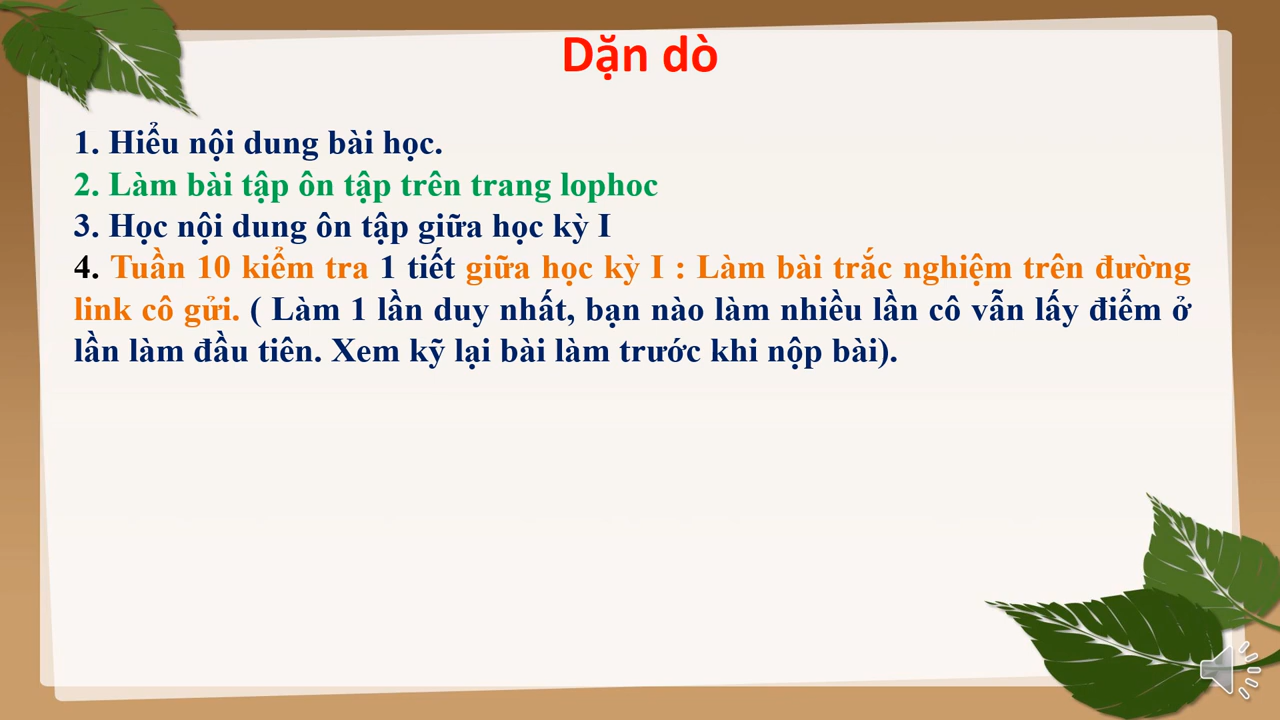 Dặn dò
1. Hiểu nội dung bài học.
2. Làm bài tập ôn tập trên trang lophoc
3. Học nội dung ôn tập giữa học kỳ I
4. Tuần 10 kiểm tra 1 tiết giữa học kỳ I : Làm bài trắc nghiệm trên đường
link cô gửi. ( Làm 1 lần duy nhất, bạn nào làm nhiều lần cô vẫn lấy điểm ở
lần làm đầu tiên. Xem kỹ lại bài làm trước khi nộp bài).